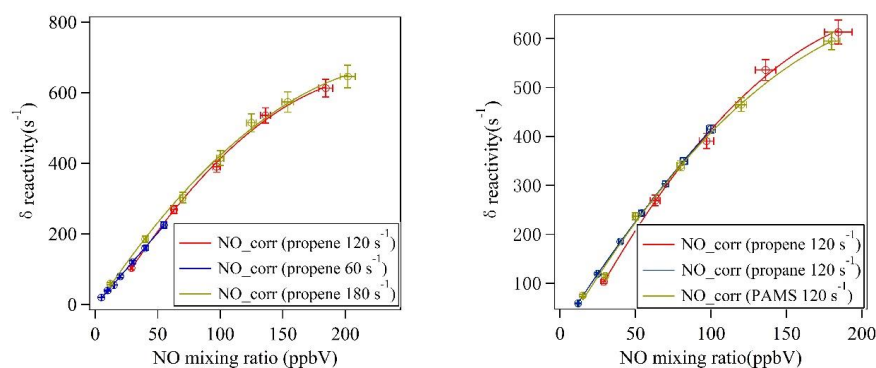 800
600
400
200
0
δ reactivity(s⁻¹)
NO_corr (propene 120 s⁻¹)
NO_corr (propene 60 s⁻¹)
NO_corr (propene 180 s⁻¹)
0 50 100 150 200
NO mixing ratio (ppbV)
600
500
400
300
200
100
δ reactivity(s⁻¹)
NO_corr (propene 120 s⁻¹)
NO_corr (propane 120 s⁻¹)
NO_corr (PAMS 120 s⁻¹)
0 50 100 150 200
NO mixing ratio(ppbV)